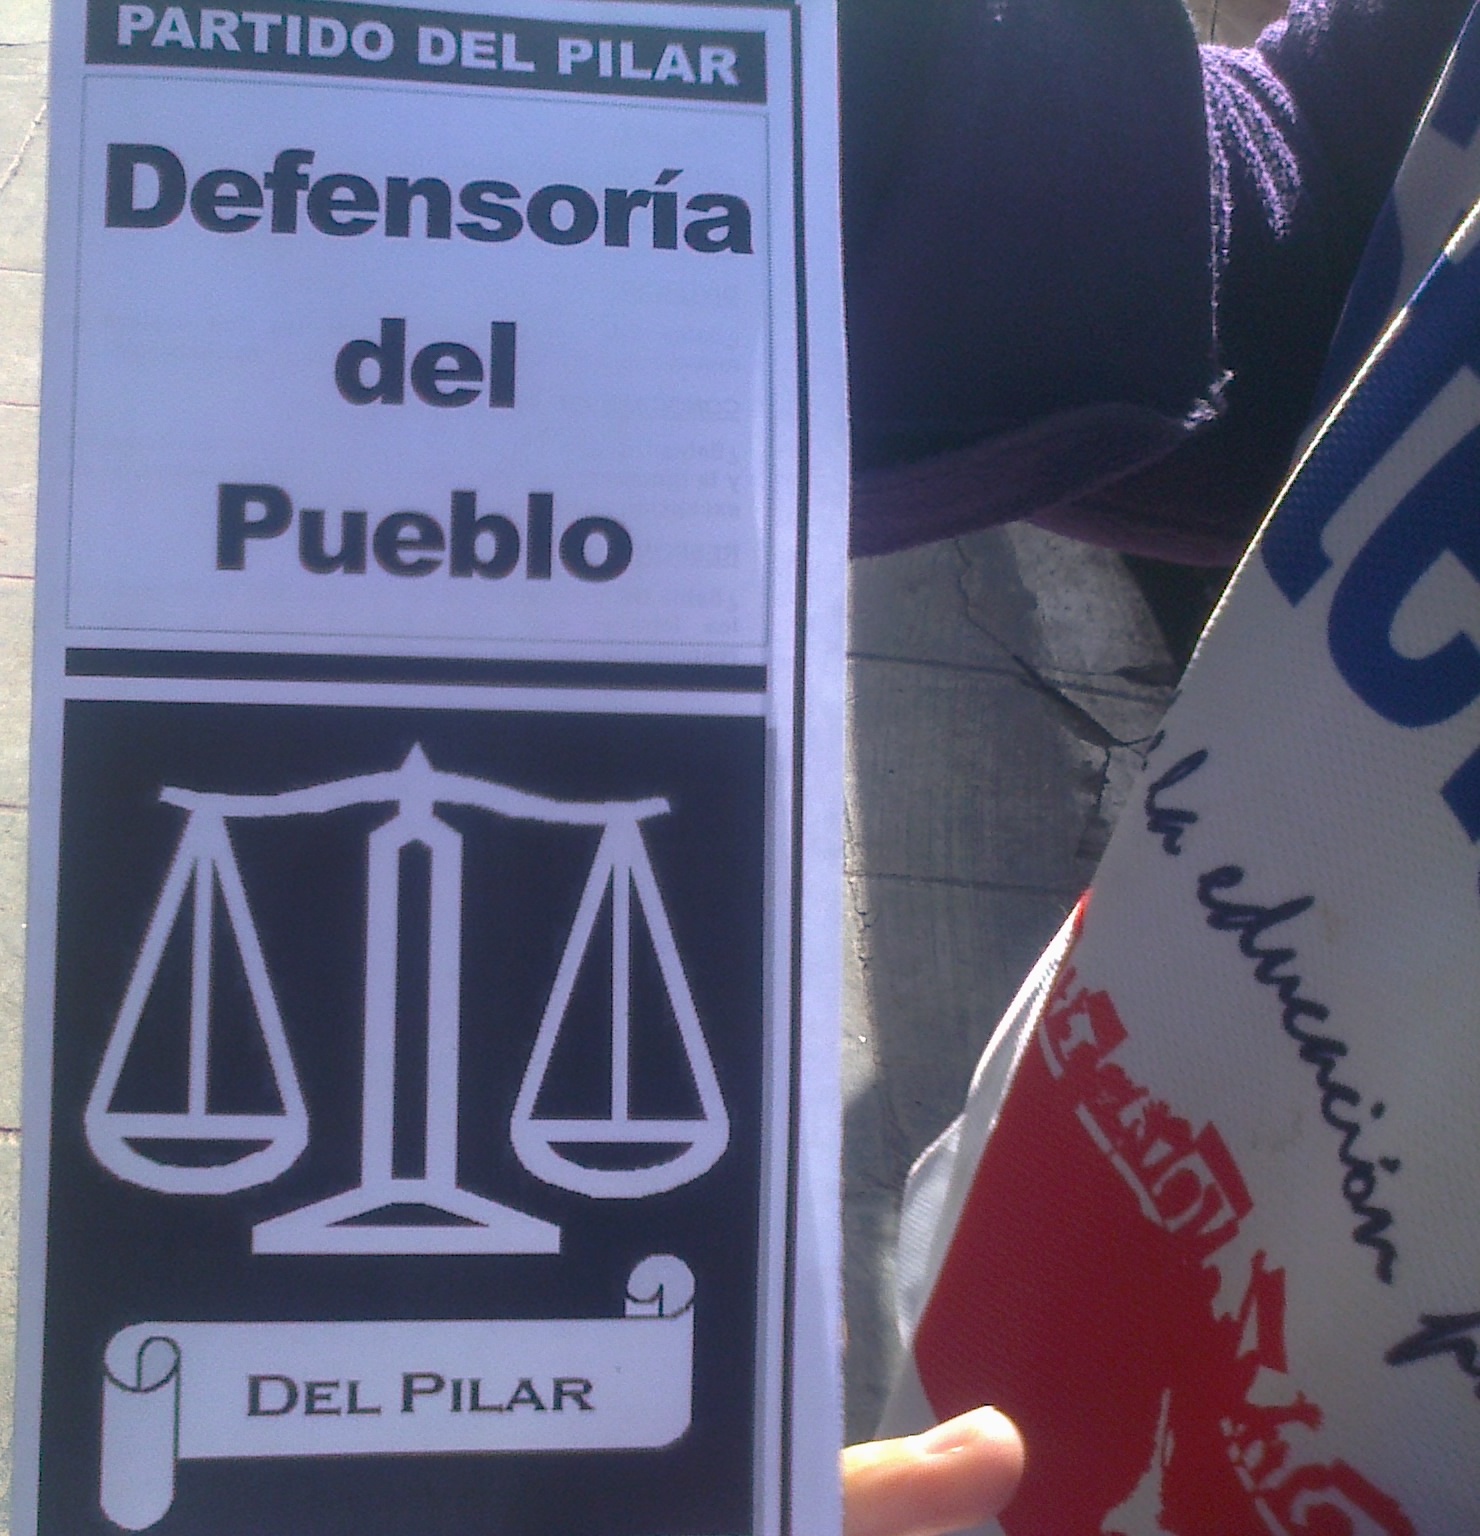 PARTIDO DEL PILAR
Defensoría
del
Pueblo
DEL PILAR
la educación